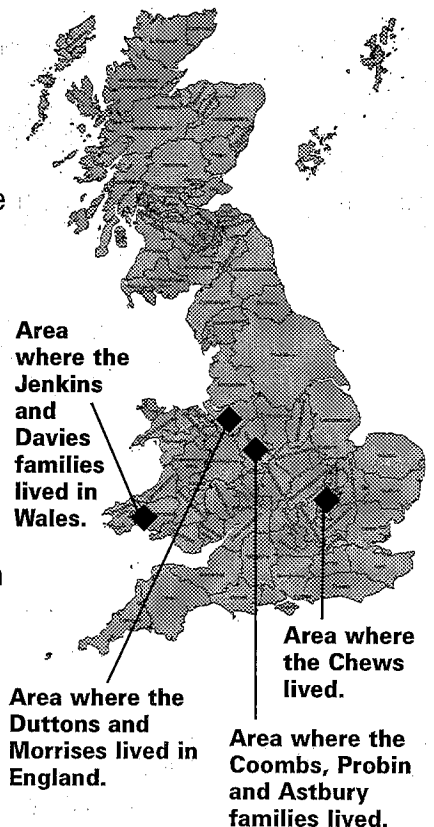 e
Area
where the
Jenkins
and
Davies
families
lived in
Wales.
n
Area where
the Chews
lived.
Area where the
Duttons and
Morrises lived in
England.
Area where the
Coombs, Probin
and Astbury
families lived.